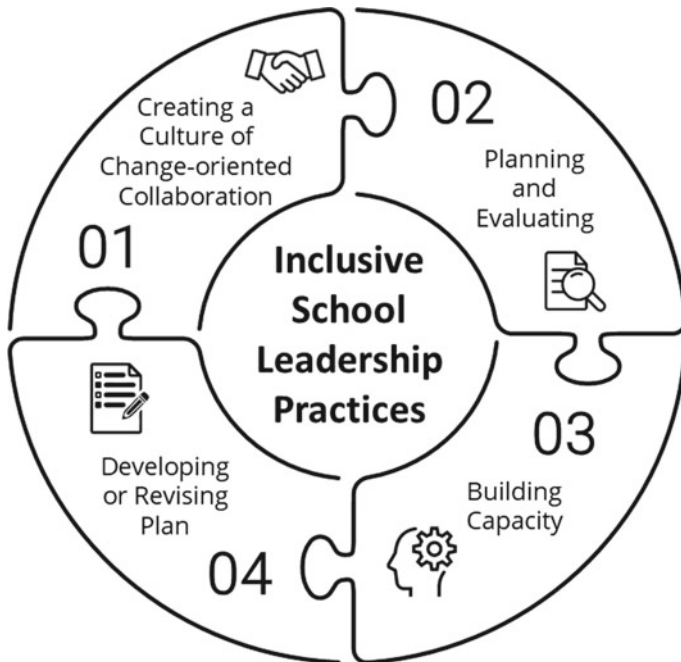 Creating a
Culture of
Change-oriented
Collaboration
01
02
Planning
and
Evaluating
Inclusive
School
Leadership
Practices
03
Building
Capacity
Developing
or Revising
Plan
04